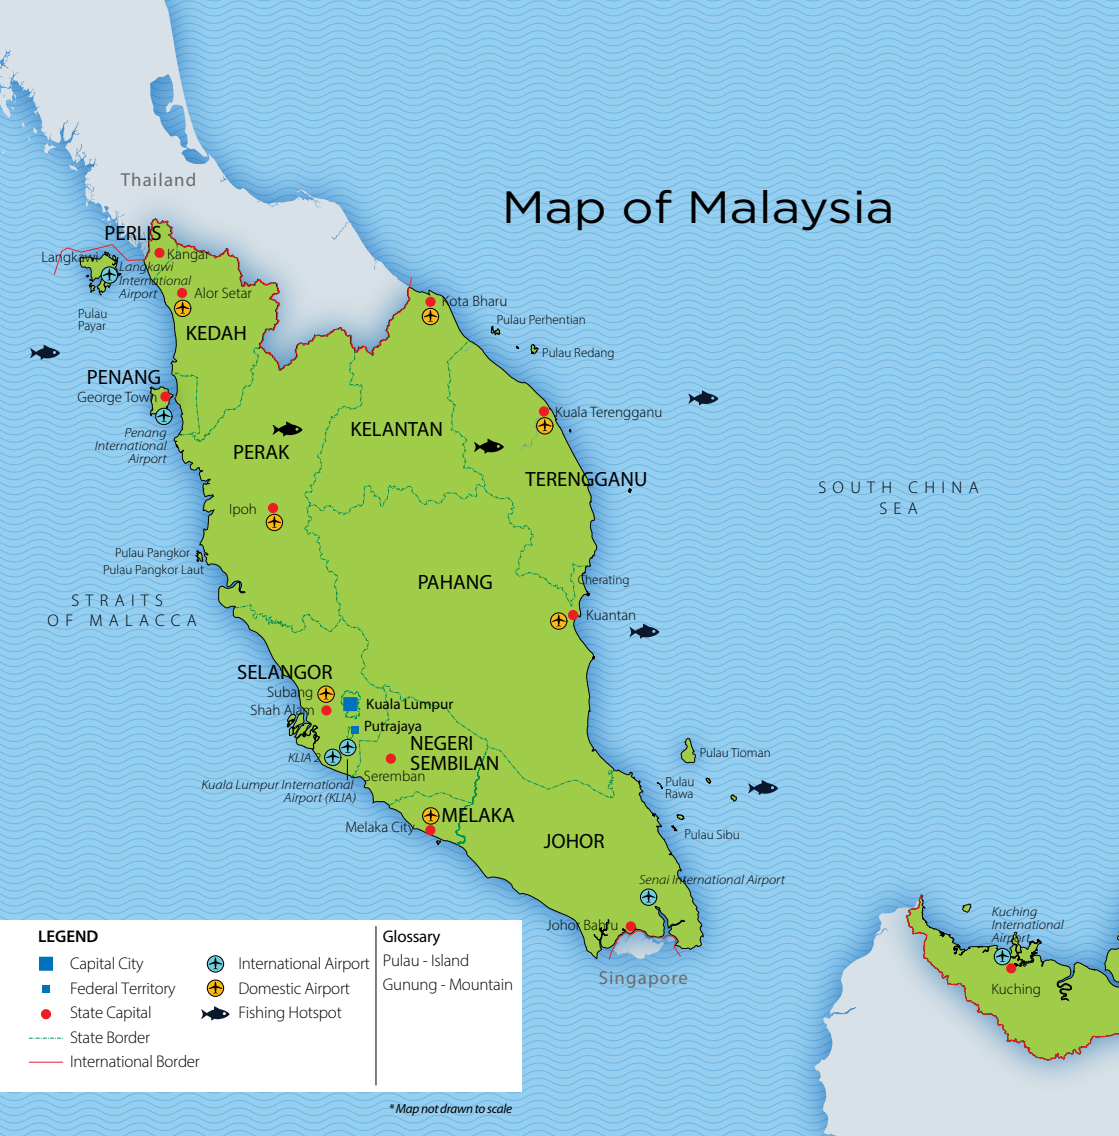 Thailand
Map of Malaysia
PERLIS
Langkawi
Kangar
Langkawi
International
Airport
Alor Setar
Kota Bharu
Pulau
Payar
Pulau Perhentian
KEDAH
Pulau Redang
PENANG
George Town
Kuala Terengganu
Penang
International
Airport
KELANTAN
PERAK
TERENGGANU
SOUTH CHINA
SEA
Ipoh
Pulau Pangkor
Pulau Pangkor Laut
PAHANG
Cherating
STRAITS
OF MALACCA
Kuantan
SELANGOR
Subang
Kuala Lumpur
Shah Alam
Putrajaya
NEGERI
SEMBILAN
KLIA 2
Pulau Tioman
Seremban
Kuala Lumpur International
Airport (KLIA)
Pulau
Rawa
MELAKA
Melaka City
Pulau Sibu
JOHOR
Senai International Airport
Johor Bahru
Singapore
Kuching
International
Airport
Kuching
LEGEND
Capital City
Federal Territory
State Capital
State Border
International Border
International Airport
Domestic Airport
Fishing Hotspot
Glossary
Pulau - Island
Gunung - Mountain
* Map not drawn to scale